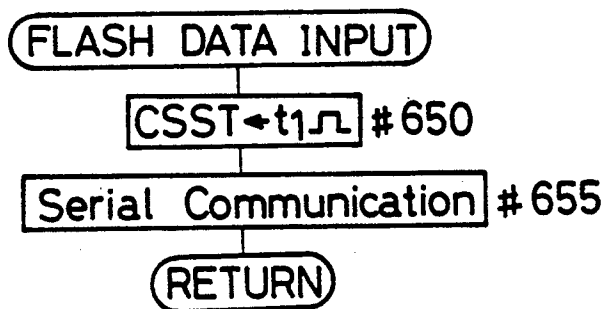 FLASH DATA INPUT
CSST←t1⎍ #650
Serial Communication #655
RETURN